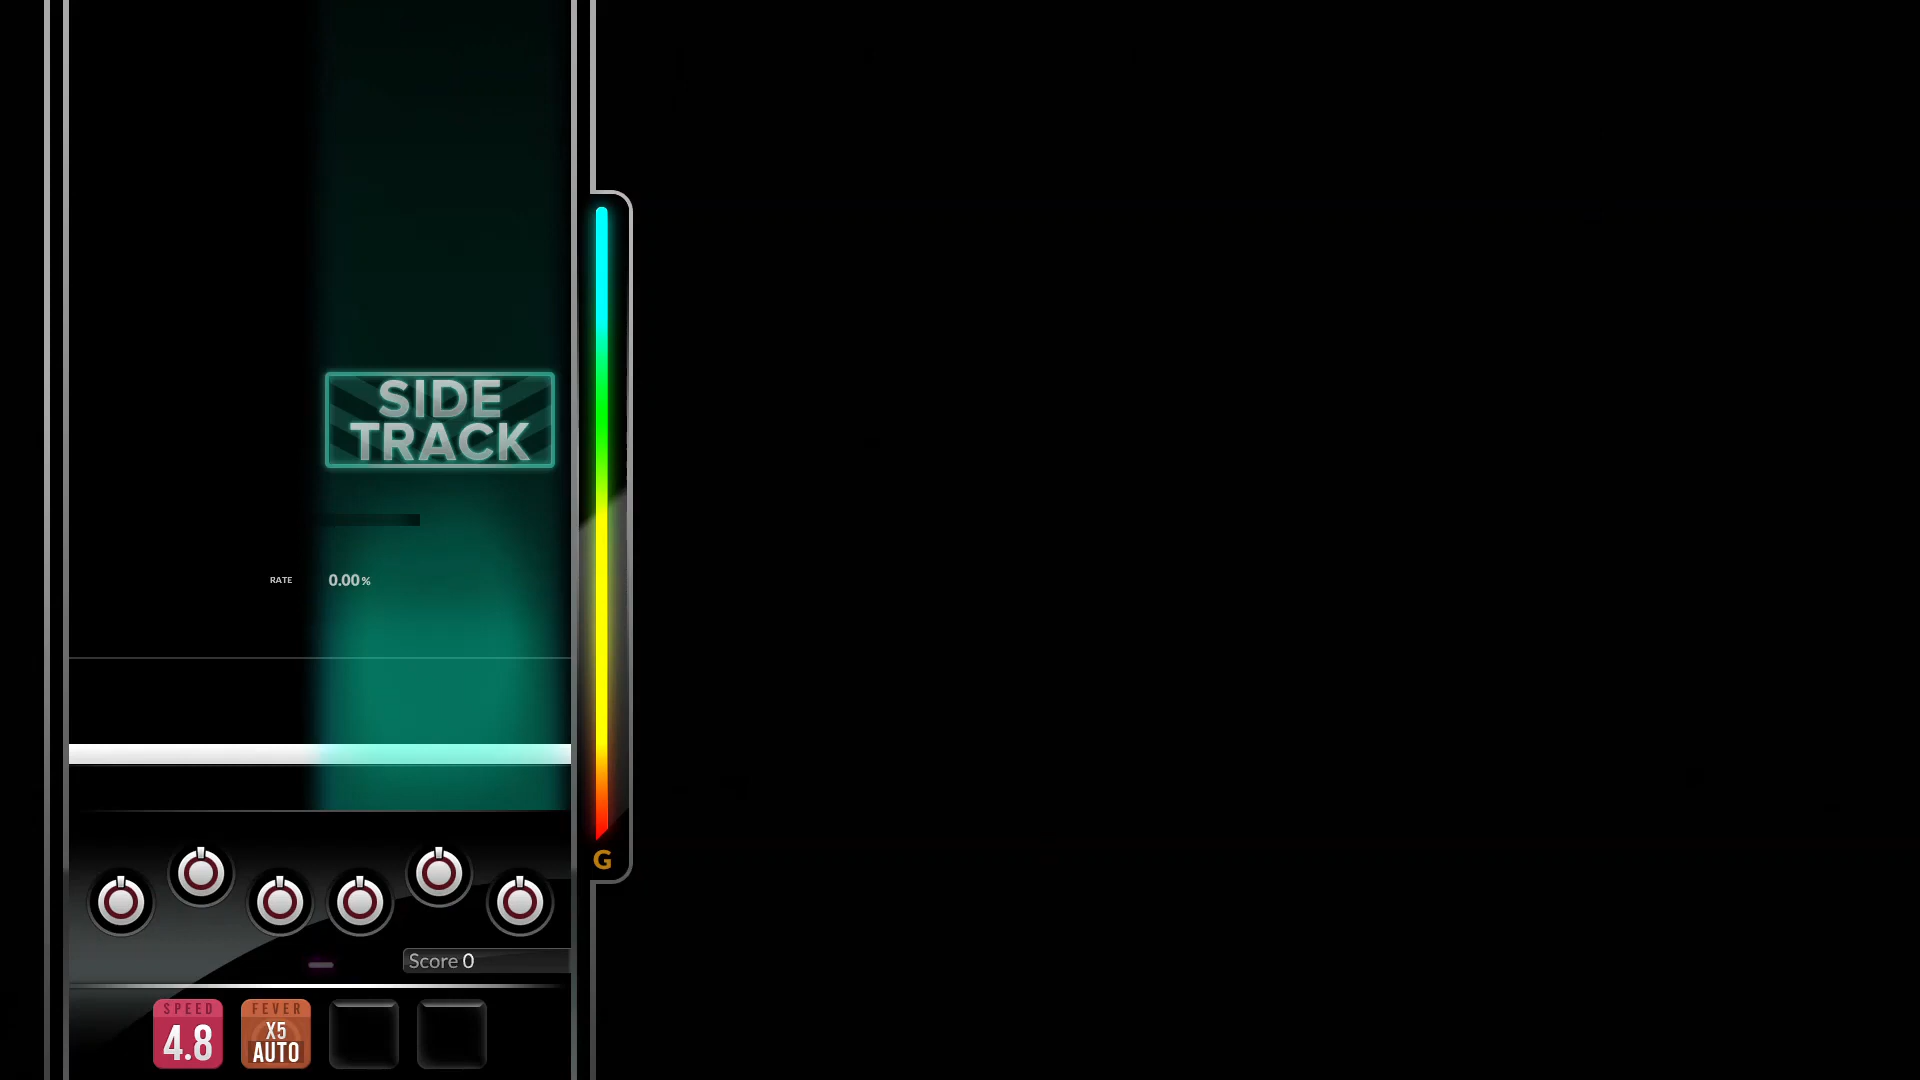 SIDE
TRACK
RATE 0.00%
G
Score 0
SPEED
4.8
FEVER
X5
AUTO